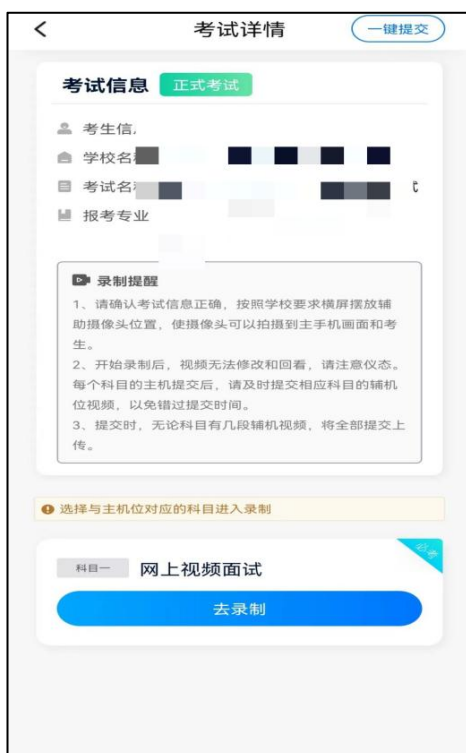 考试详情
一键提交
考试信息
正式考试
考生信
学校名
考试名
报考专业
录制提醒
1、请确认考试信息正确，按照学校要求横屏摆放辅
助摄像头位置，使摄像头可以拍摄到主手机画面和考
生。
2、开始录制后，视频无法修改和回看，请注意仪态。
每个科目的主机提交后，请及时提交相应科目的辅机
位视频，以免错过提交时间。
3、提交时，无论科目有几段辅机视频，将全部提交上
传。
选择与主机位对应的科目进入录制
必考
科目一
网上视频面试
去录制